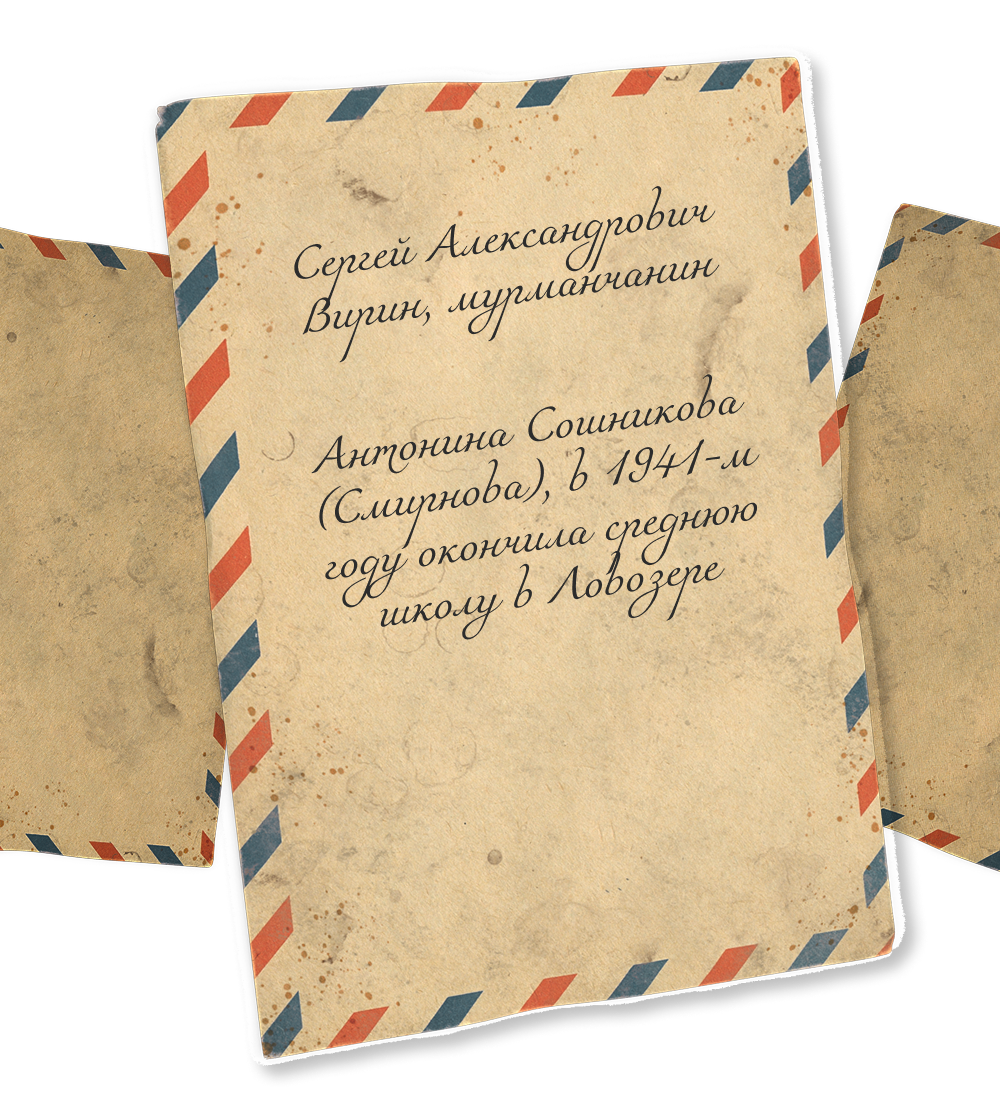 Сергей Александрович
Вирин, мурманчанин
Антонина Сошникова
(Смирнова), в 1941-м
году окончила среднюю
школу в Ловозере